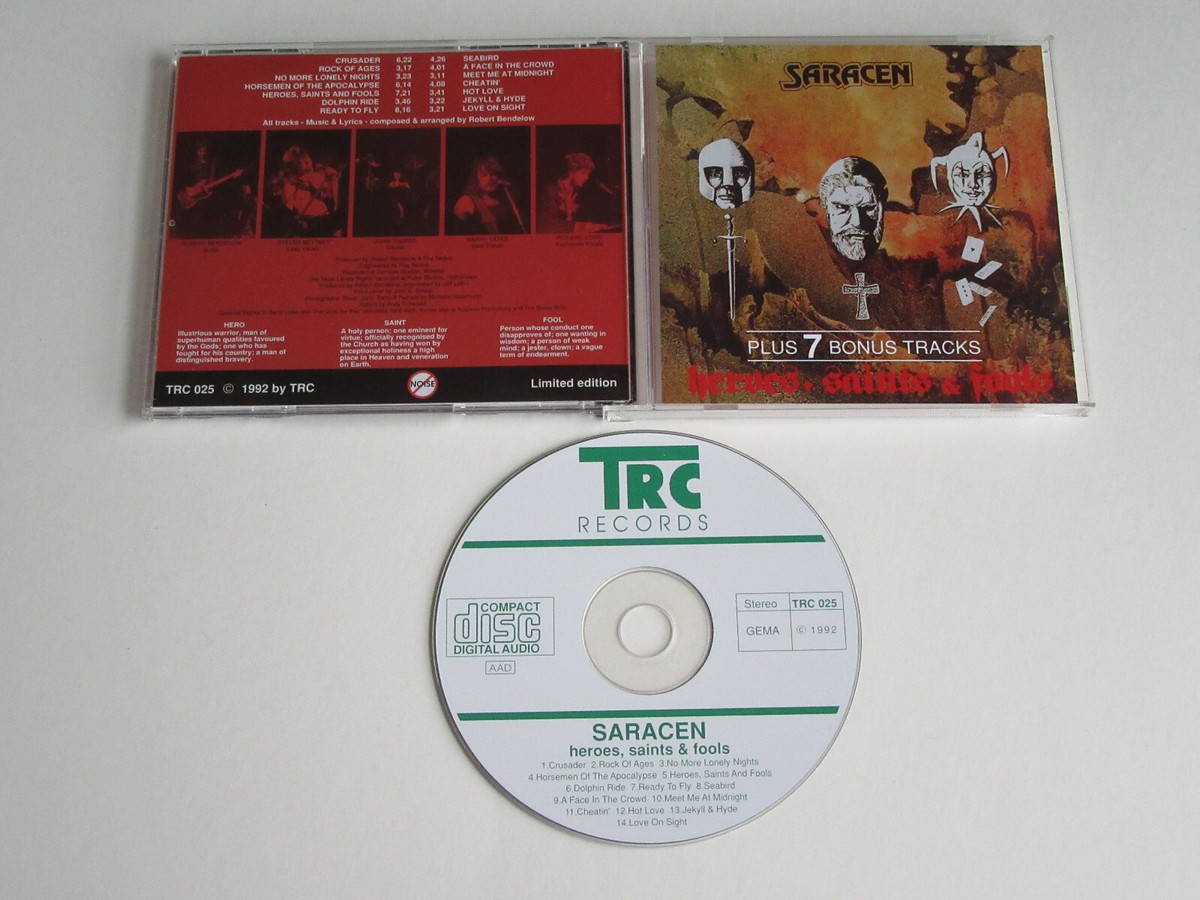 CRUSADER 6,22 4,26 SEABIRD
ROCK OF AGES 3,17 4,01 A FACE IN THE CROWD
NO MORE LONELY NIGHTS 3,23 3,11 MEET ME AT MIDNIGHT
HORSEMEN OF THE APOCALYPSE 6,14 4,08 CHEATIN'
HEROES, SAINTS AND FOOLS 7,21 3,41 HOT LOVE
DOLPHIN RIDE 3,46 3,22 JEKYLL & HYDE
READY TO FLY 8,16 3,21 LOVE ON SIGHT
All tracks - Music & Lyrics - composed & arranged by Robert Bendelow
HERO
Illustrious warrior, man of
superhuman qualities favoured
by the Gods; one who has
fought for his country; a man of
distinguished bravery.
SAINT
A holy person; one eminent for
virtue; officially recognised by
the Church as having won by
exceptional holiness a high
place in Heaven and veneration
on Earth.
FOOL
Person whose conduct one
disapproves of; one wanting in
wisdom; a person of weak
mind; a jester, clown; a vague
term of endearment.
TRC 025 © 1992 by TRC
NOISE
Limited edition
SARACEN
PLUS 7 BONUS TRACKS
heroes, saints & fools
TRC
RECORDS
COMPACT
disc
DIGITAL AUDIO
AAD
Stereo TRC 025
GEMA © 1992
SARACEN
heroes, saints & fools
1.Crusader 2.Rock Of Ages 3.No More Lonely Nights
4.Horsemen Of The Apocalypse 5.Heroes, Saints And Fools
6.Dolphin Ride 7.Ready To Fly 8.Seabird
9.A Face In The Crowd 10.Meet Me At Midnight
11.Cheatin' 12.Hot Love 13.Jekyll & Hyde
14.Love On Sight